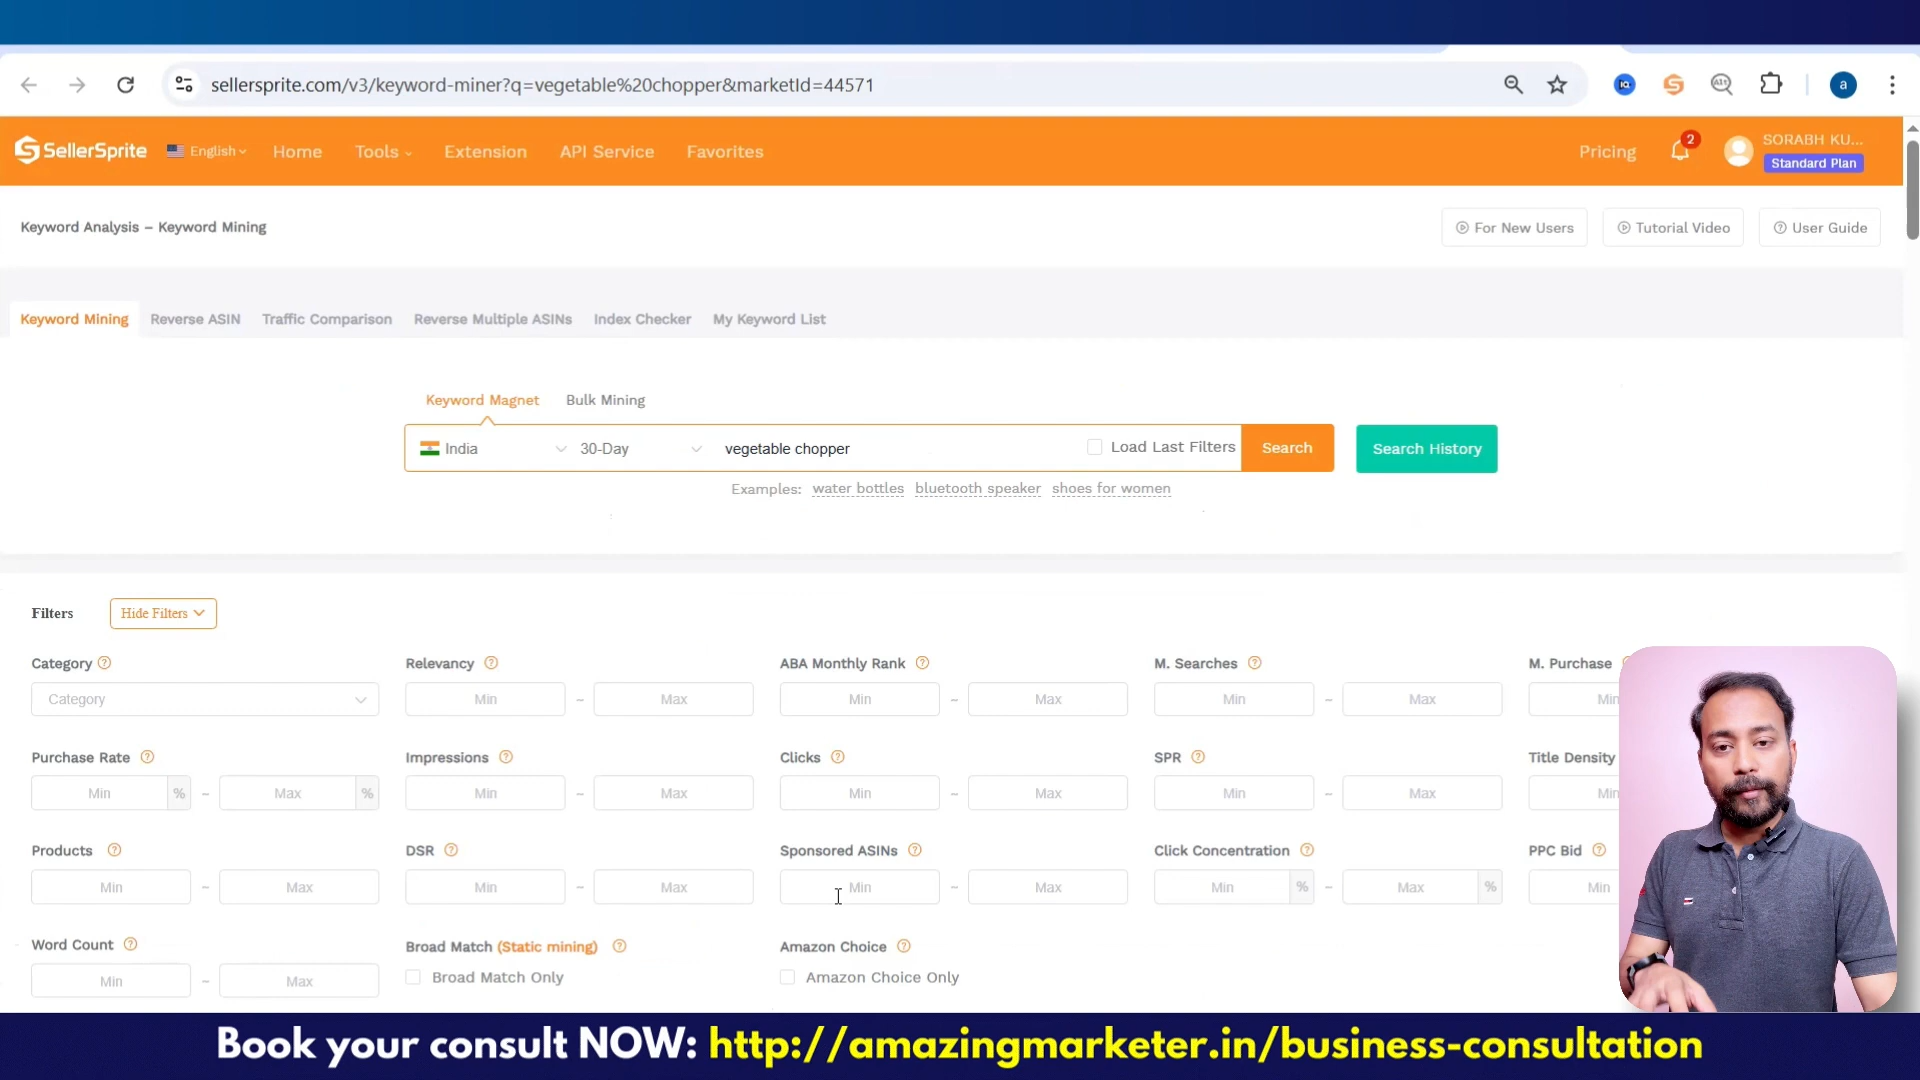 sellersprite.com/v3/keyword-miner?q=vegetable%20chopper&marketId=44571
a
SellerSprite
English
Home
Tools
Extension
API Service
Favorites
Pricing
2
SORABH KU...
Standard Plan
Keyword Analysis – Keyword Mining
For New Users
Tutorial Video
User Guide
Keyword Mining
Reverse ASIN
Traffic Comparison
Reverse Multiple ASINs
Index Checker
My Keyword List
Keyword Magnet
Bulk Mining
India
30-Day
vegetable chopper
Load Last Filters
Search
Search History
Examples: water bottles bluetooth speaker shoes for women
Filters
Hide Filters
Category
Relevancy
ABA Monthly Rank
M. Searches
M. Purchase
Category
Min – Max
Min – Max
Min – Max
Min
Purchase Rate
Impressions
Clicks
SPR
Title Density
Min % – Max %
Min – Max
Min – Max
Min – Max
Min
Products
DSR
Sponsored ASINs
Click Concentration
PPC Bid
Min – Max
Min – Max
Min – Max
Min % – Max %
Min
Word Count
Broad Match (Static mining)
Amazon Choice
Min – Max
Broad Match Only
Amazon Choice Only
Book your consult NOW: http://amazingmarketer.in/business-consultation